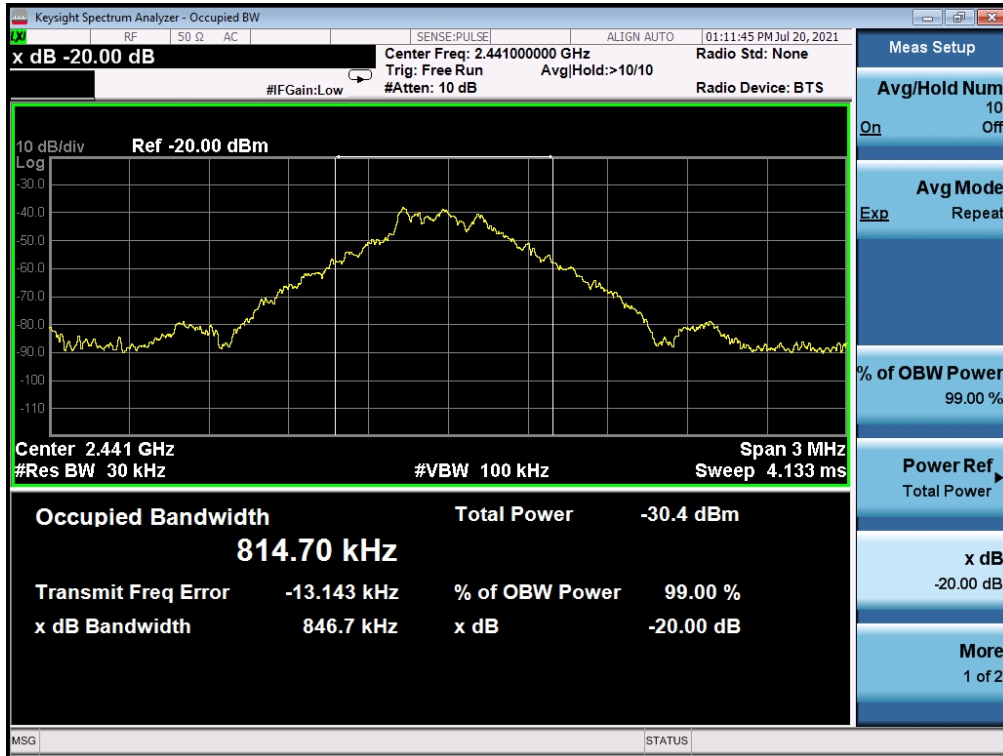 Keysight Spectrum Analyzer - Occupied BW
LXI RF 50 Ω AC SENSE:PULSE ALIGN AUTO 01:11:45 PM Jul 20, 2021
x dB -20.00 dB
Center Freq: 2.441000000 GHz Radio Std: None
Trig: Free Run Avg|Hold:>10/10
#IFGain:Low #Atten: 10 dB Radio Device: BTS
10 dB/div Ref -20.00 dBm
Log
-30.0
-40.0
-50.0
-60.0
-70.0
-80.0
-90.0
-100
-110
Center 2.441 GHz Span 3 MHz
#Res BW 30 kHz #VBW 100 kHz Sweep 4.133 ms
Occupied Bandwidth Total Power -30.4 dBm
814.70 kHz
Transmit Freq Error -13.143 kHz % of OBW Power 99.00 %
x dB Bandwidth 846.7 kHz x dB -20.00 dB
MSG STATUS
Meas Setup
Avg/Hold Num
10
On Off
Avg Mode
Exp Repeat
% of OBW Power
99.00 %
Power Ref
Total Power
x dB
-20.00 dB
More
1 of 2